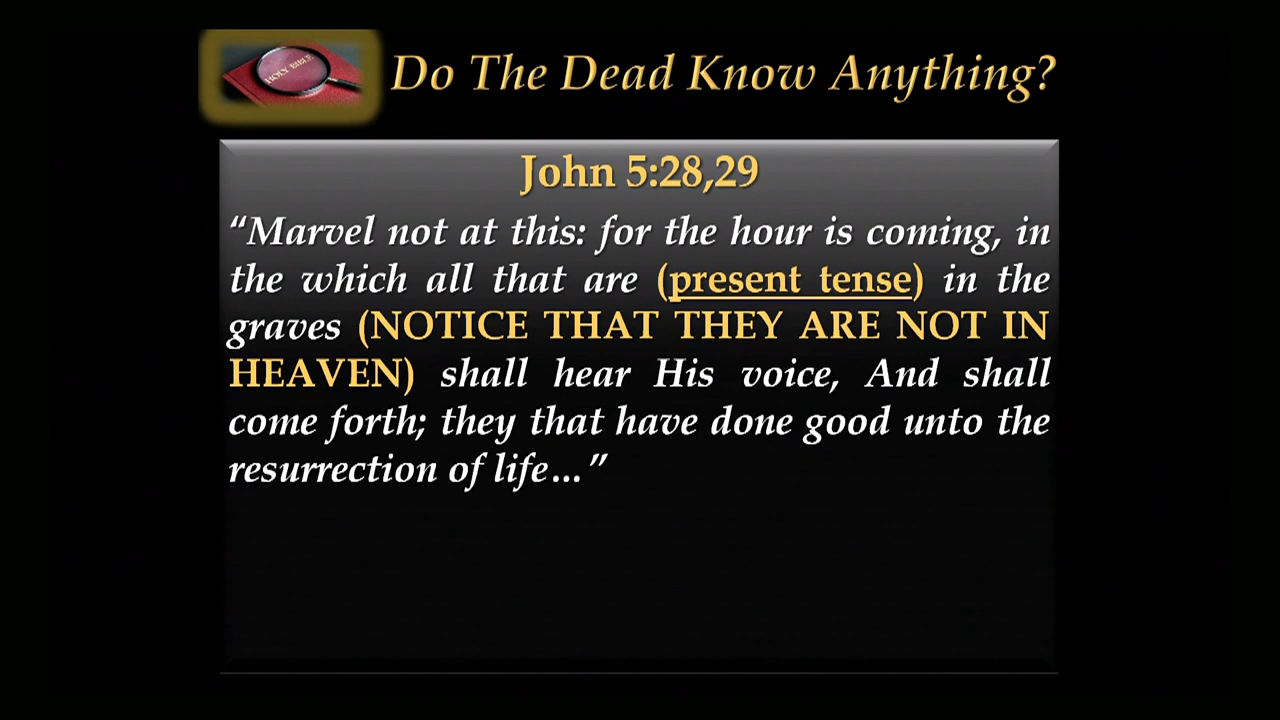 HOLY BIBLE
Do The Dead Know Anything?
John 5:28,29
“Marvel not at this: for the hour is coming, in
the which all that are (present tense) in the
graves (NOTICE THAT THEY ARE NOT IN
HEAVEN) shall hear His voice, And shall
come forth; they that have done good unto the
resurrection of life…”